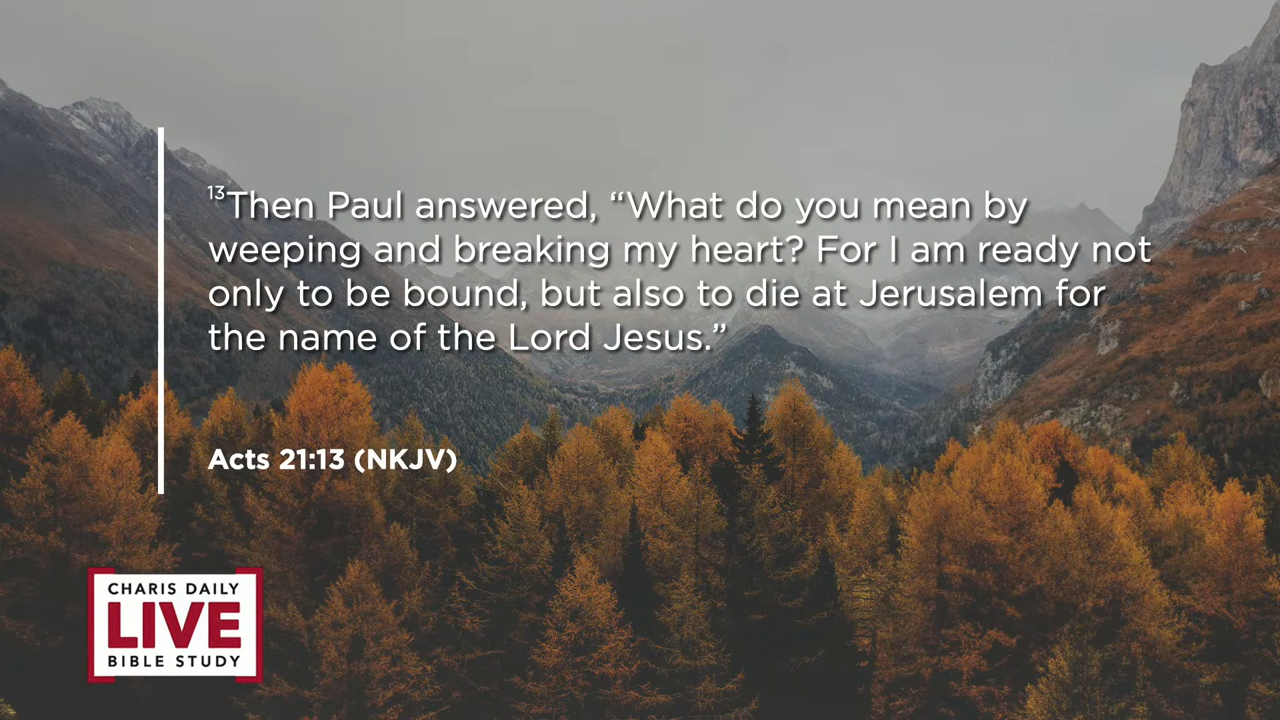 13Then Paul answered, “What do you mean by
weeping and breaking my heart? For I am ready not
only to be bound, but also to die at Jerusalem for
the name of the Lord Jesus.”
Acts 21:13 (NKJV)
CHARIS DAILY
LIVE
BIBLE STUDY